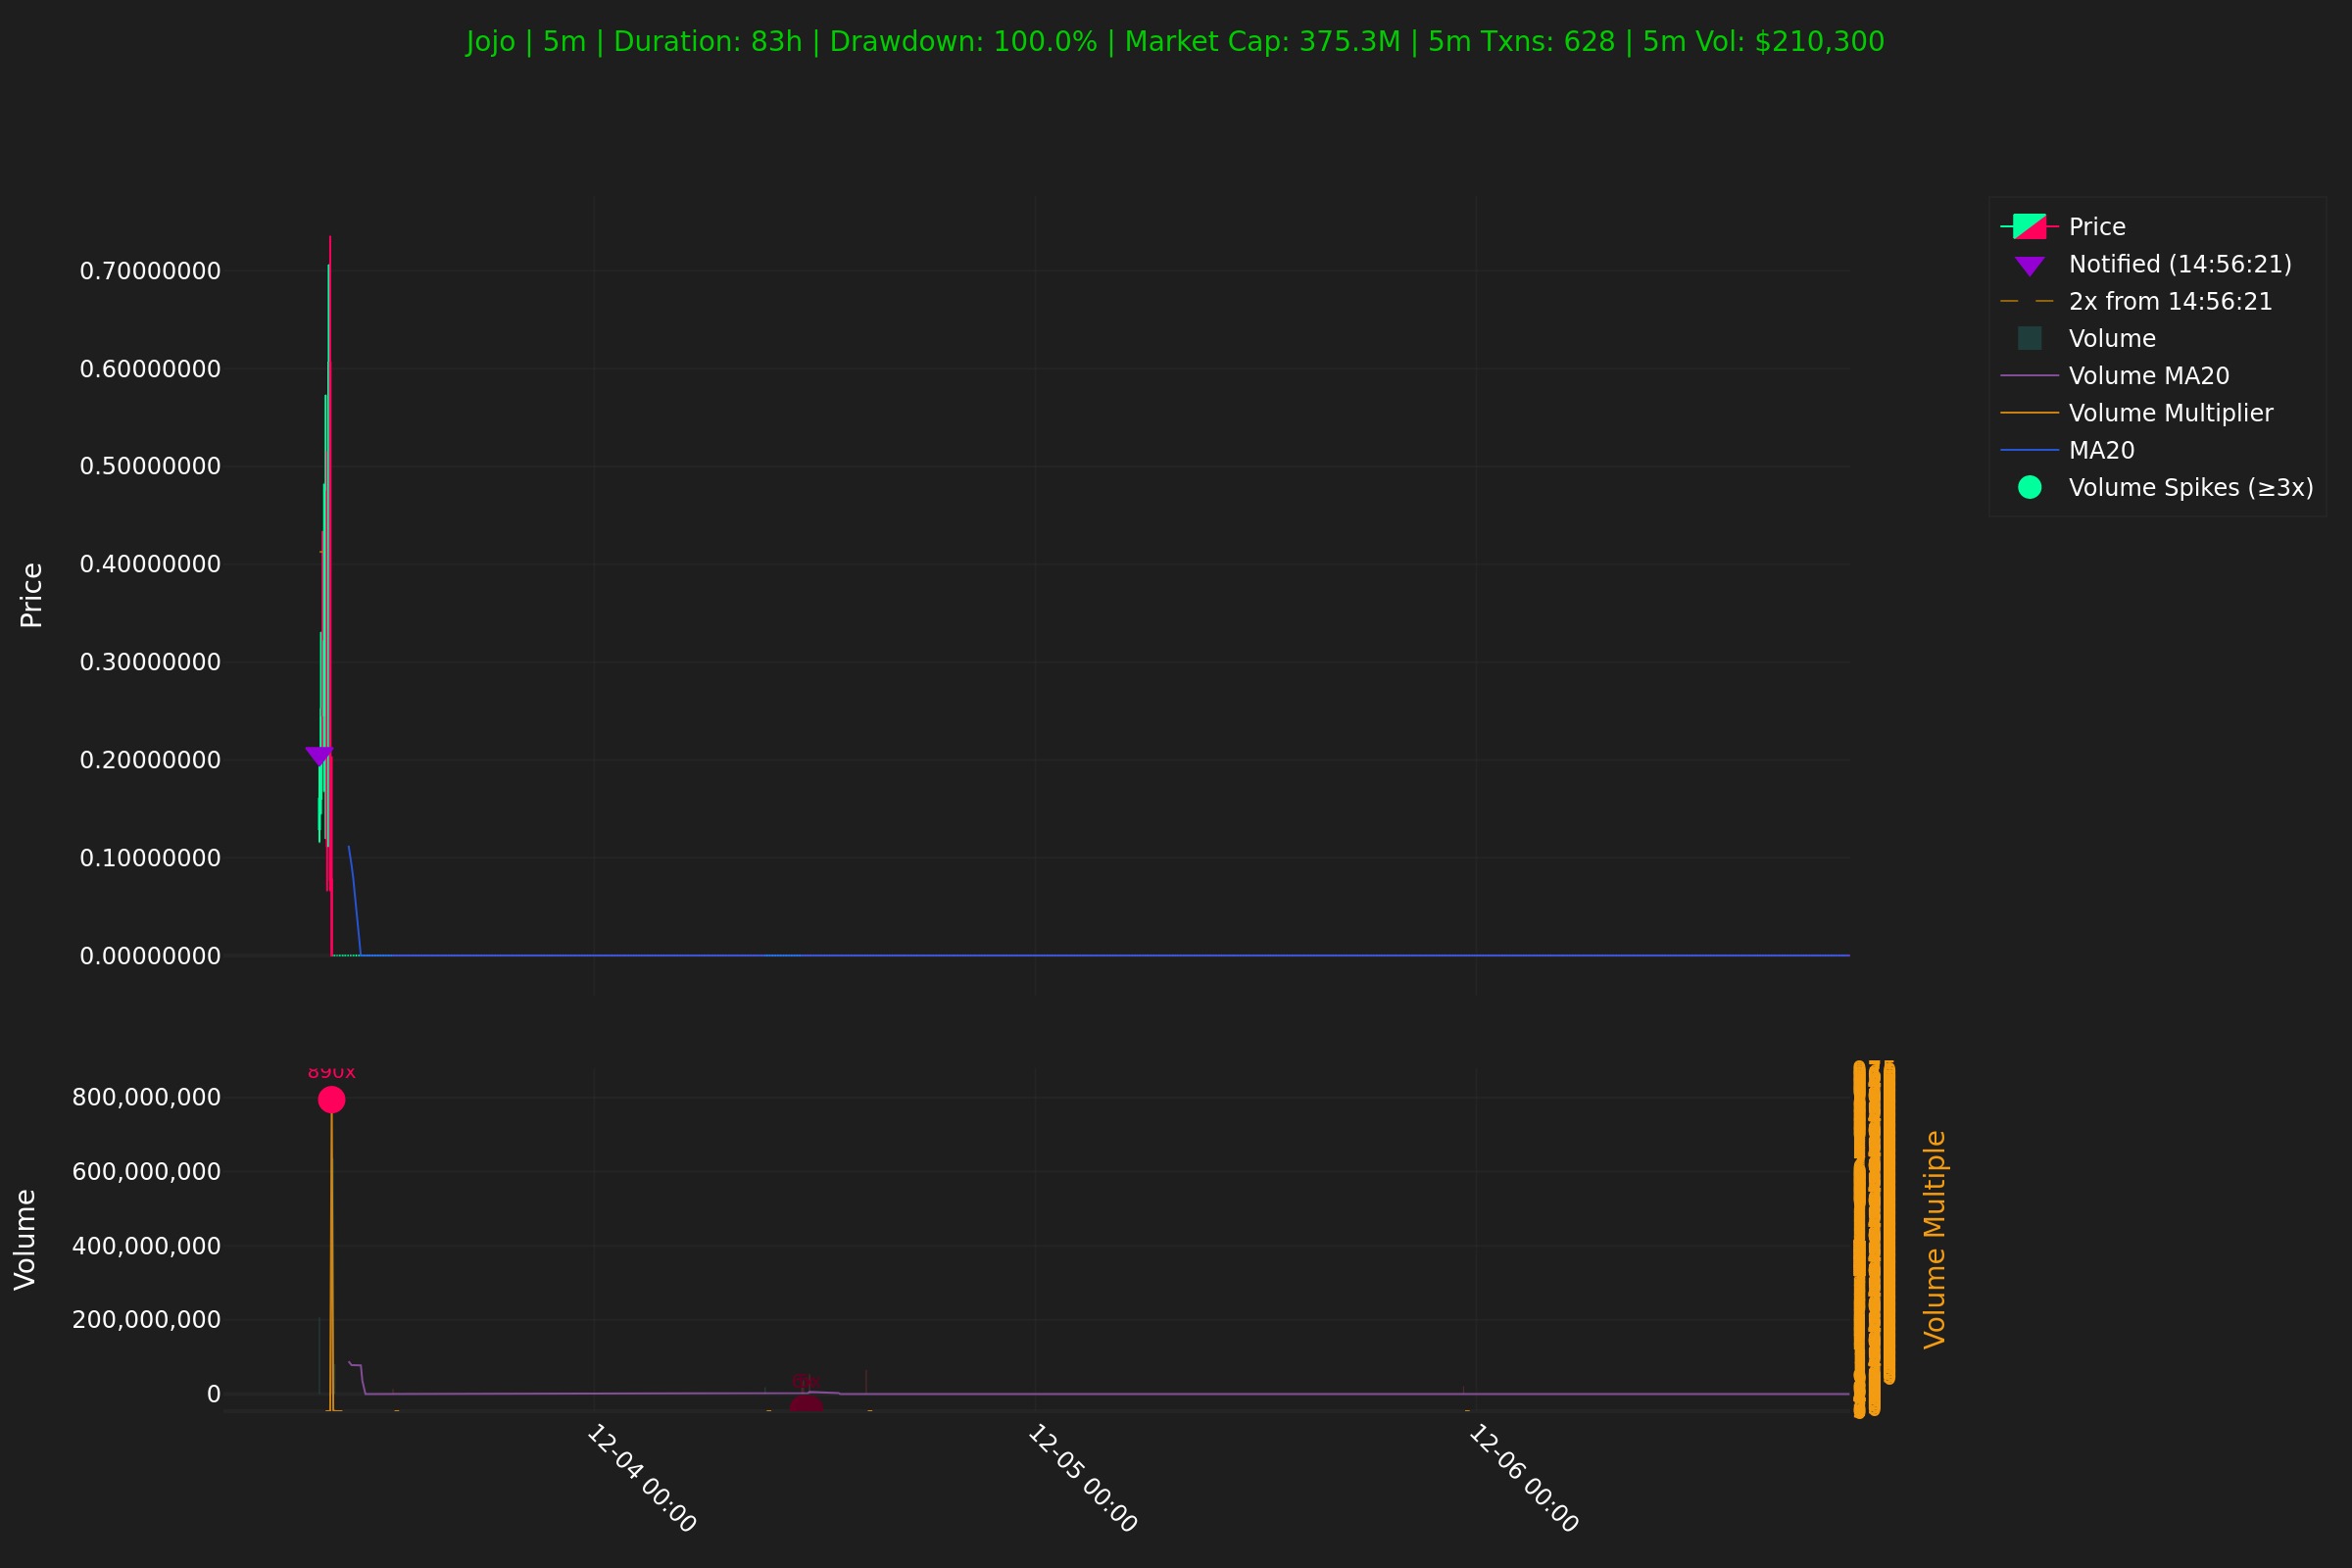 Jojo | 5m | Duration: 83h | Drawdown: 100.0% | Market Cap: 375.3M | 5m Txns: 628 | 5m Vol: $210,300
Price
Notified (14:56:21)
2x from 14:56:21
Volume
Volume MA20
Volume Multiplier
MA20
Volume Spikes (≥3x)
Price
0.70000000
0.60000000
0.50000000
0.40000000
0.30000000
0.20000000
0.10000000
0.00000000
Volume
890x
800,000,000
600,000,000
400,000,000
200,000,000
0
Volume Multiple
12-04 00:00
12-05 00:00
12-06 00:00